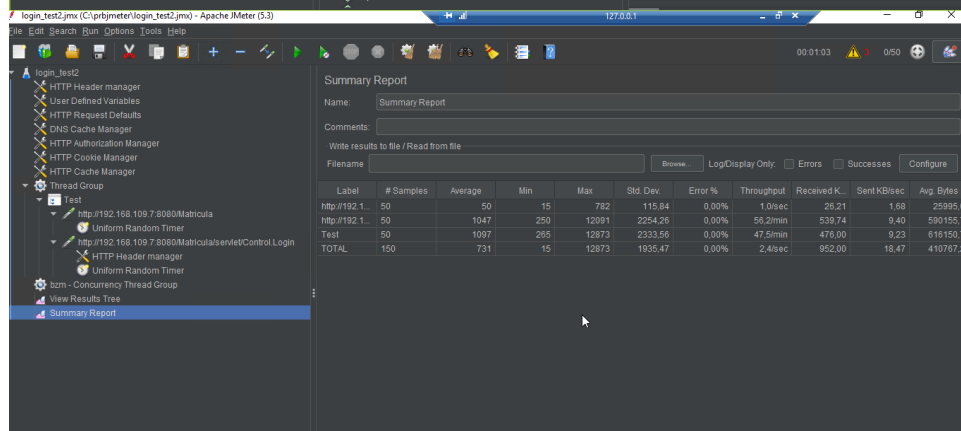 login_test2.jmx (C:\prbjmeter\login_test2.jmx) - Apache JMeter (5.3)
127.0.0.1
File Edit Search Run Options Tools Help
00:01:03 0/50
login_test2
HTTP Header manager
User Defined Variables
HTTP Request Defaults
DNS Cache Manager
HTTP Authorization Manager
HTTP Cookie Manager
HTTP Cache Manager
Thread Group
Test
http://192.168.109.7:8080/Matricula
Uniform Random Timer
http://192.168.109.7:8080/Matricula/servlet/Control.Login
HTTP Header manager
Uniform Random Timer
bzm - Concurrency Thread Group
View Results Tree
Summary Report
Summary Report
Name: Summary Report
Comments:
Write results to file / Read from file
Filename Browse... Log/Display Only: Errors Successes Configure
Label # Samples Average Min Max Std. Dev. Error % Throughput Received K... Sent KB/sec Avg. Bytes
http://192.1... 50 50 15 782 115,84 0,00% 1,0/sec 26,21 1,68 25995,
http://192.1... 50 1047 250 12091 2254,26 0,00% 56,2/min 539,74 9,40 590155,
Test 50 1097 265 12873 2333,56 0,00% 47,5/min 476,00 9,23 616150,
TOTAL 150 731 15 12873 1935,47 0,00% 2,4/sec 952,00 18,47 410767,